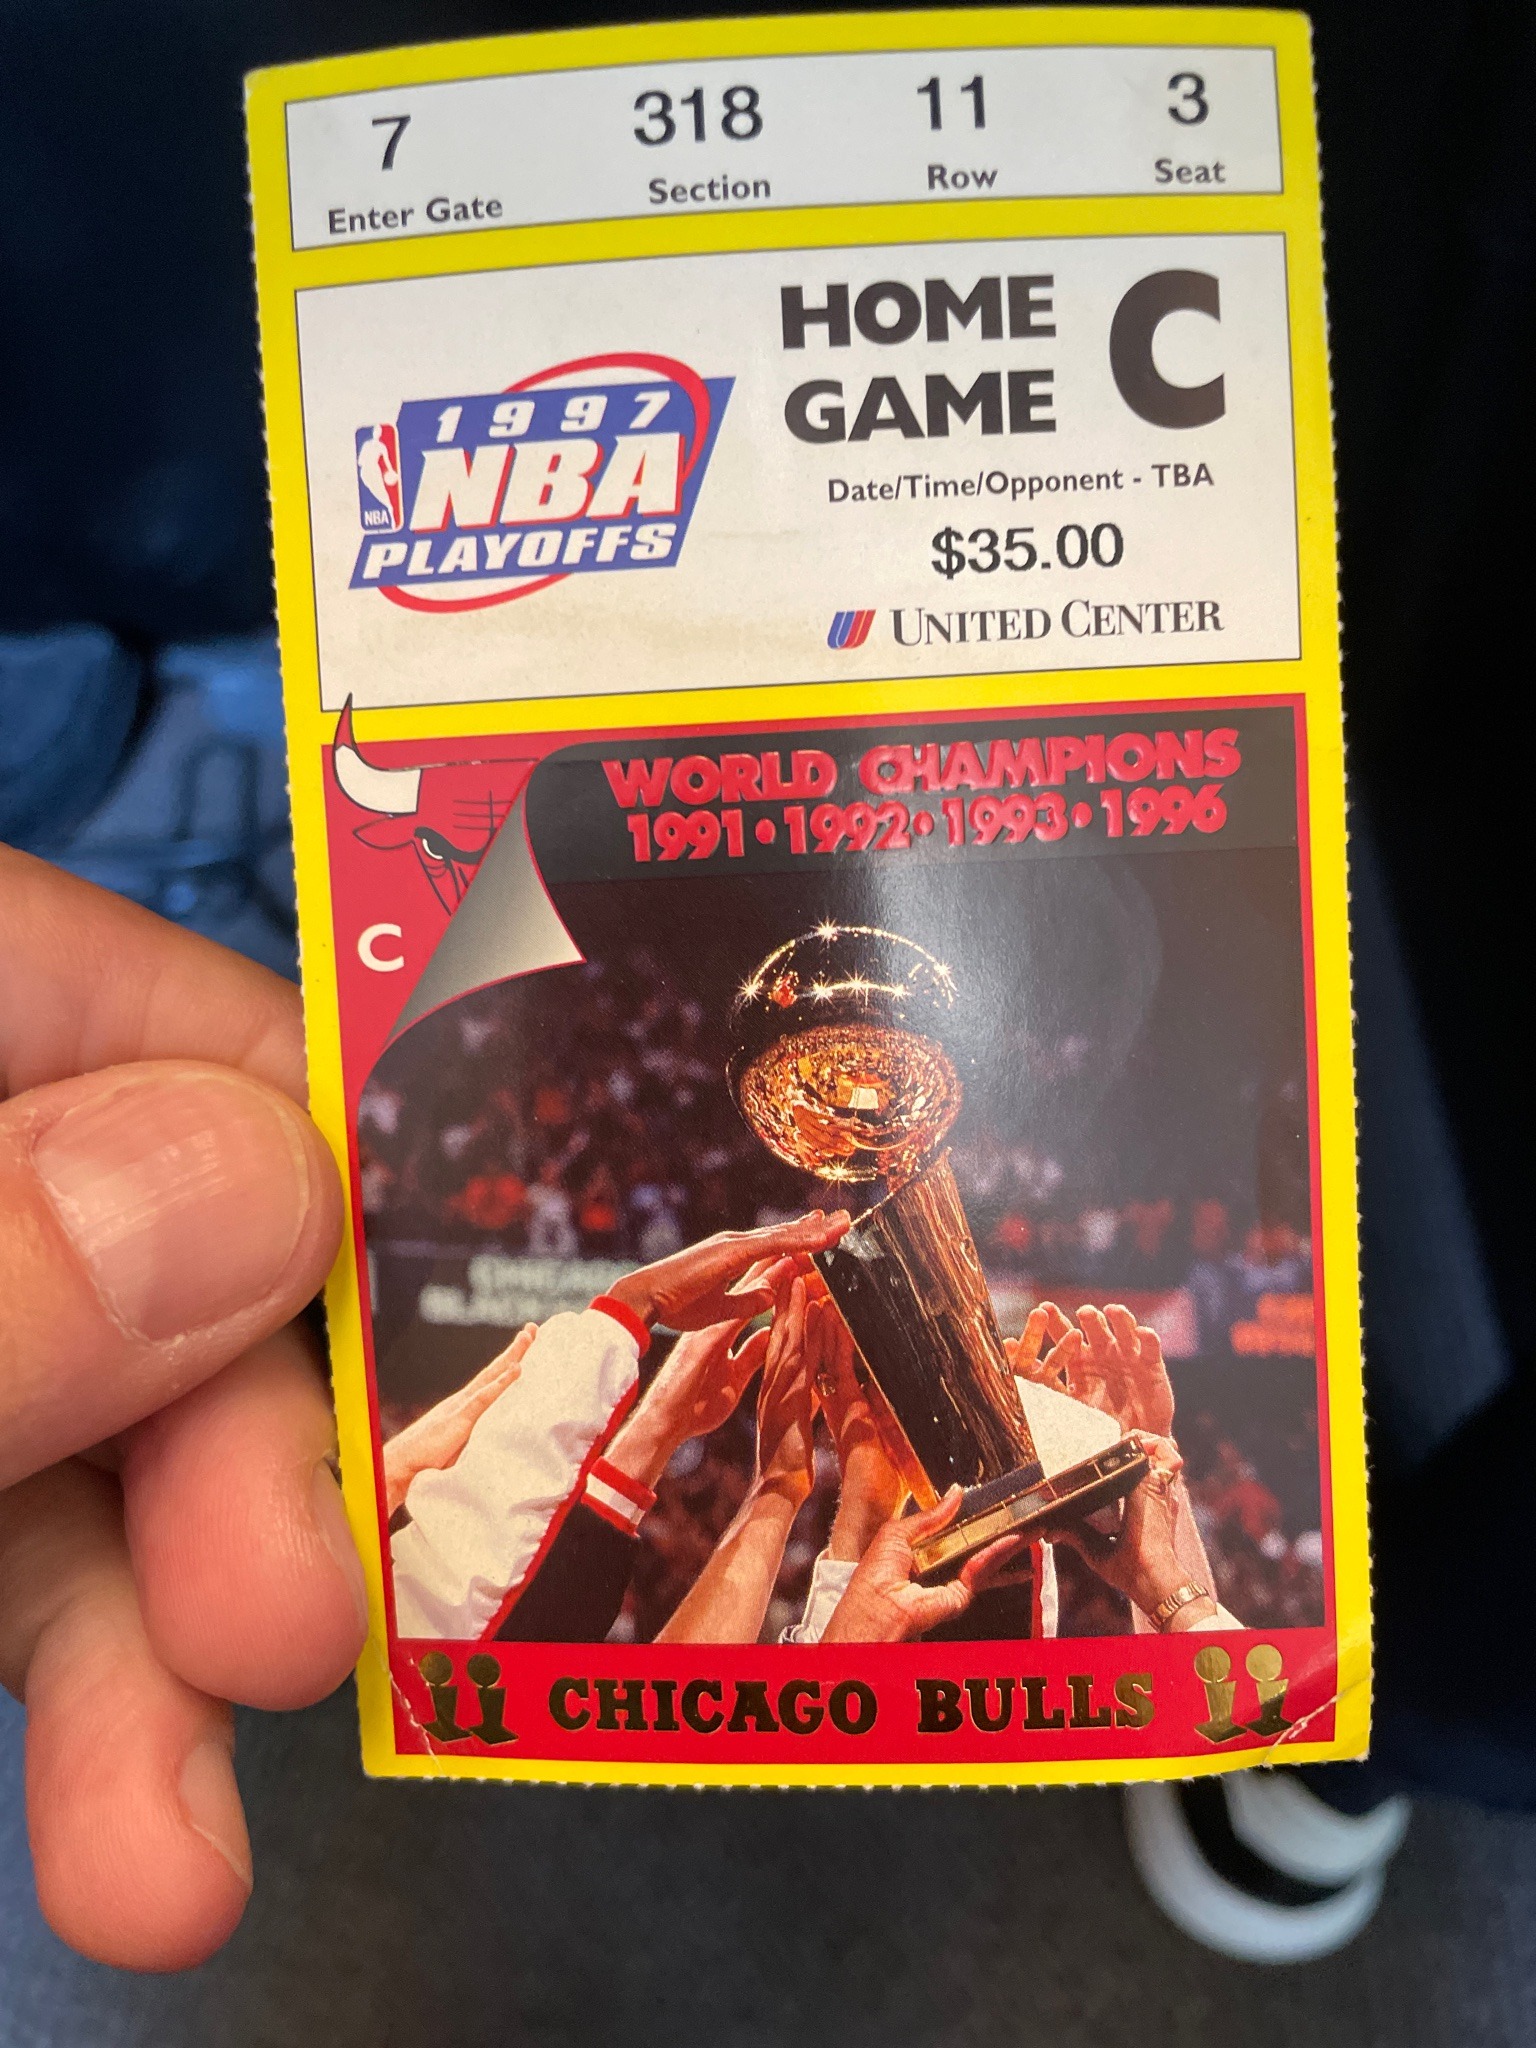 7 318 11 3
Enter Gate Section Row Seat
HOME GAME C
1997
NBA
NBA
PLAYOFFS
Date/Time/Opponent - TBA
$35.00
UNITED CENTER
WORLD CHAMPIONS
1991 • 1992 • 1993 • 1996
C
CHICAGO BULLS